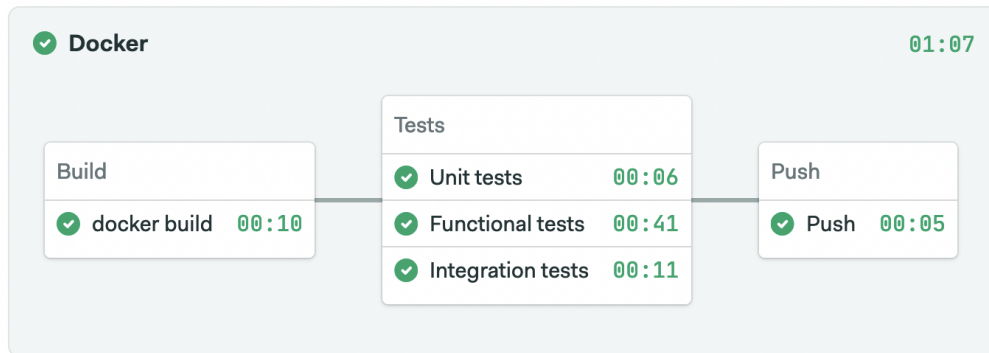 Docker 01:07
Build
docker build 00:10
Tests
Unit tests 00:06
Functional tests 00:41
Integration tests 00:11
Push
Push 00:05